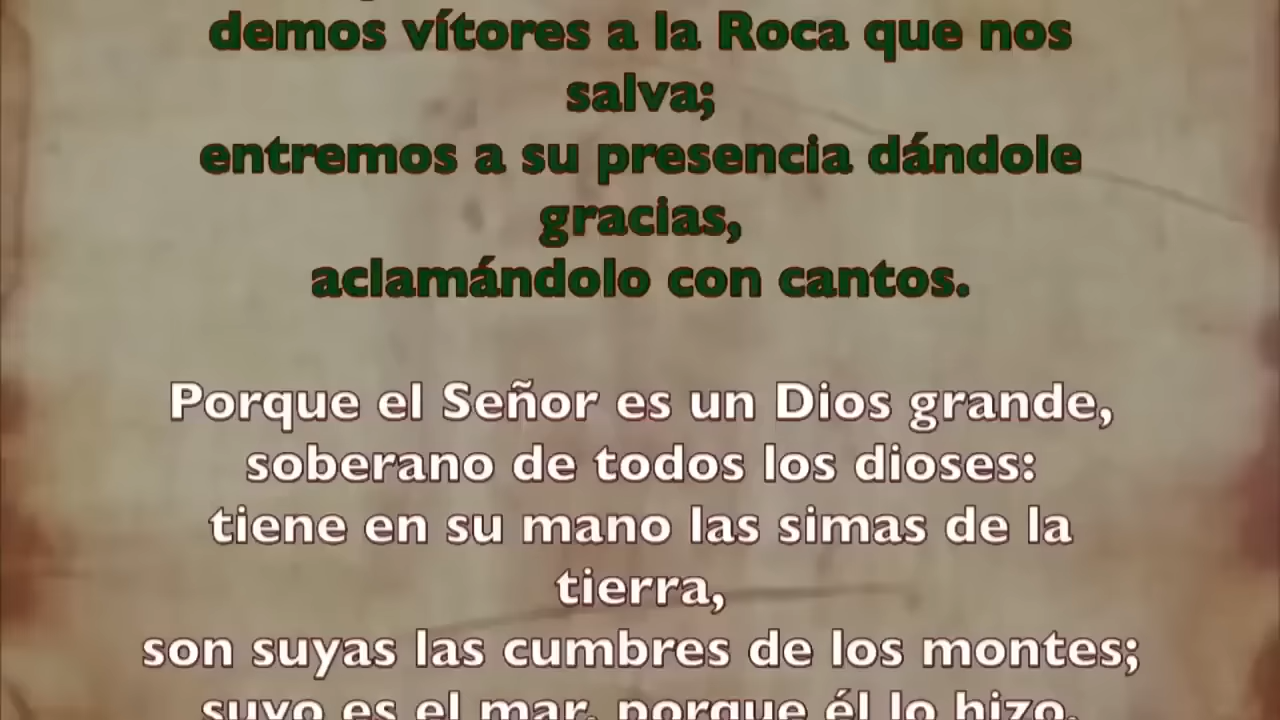 demos vítores a la Roca que nos
salva;
entremos a su presencia dándole
gracias,
aclamándolo con cantos.
Porque el Señor es un Dios grande,
soberano de todos los dioses:
tiene en su mano las simas de la
tierra,
son suyas las cumbres de los montes;
suyo es el mar, porque él lo hizo,